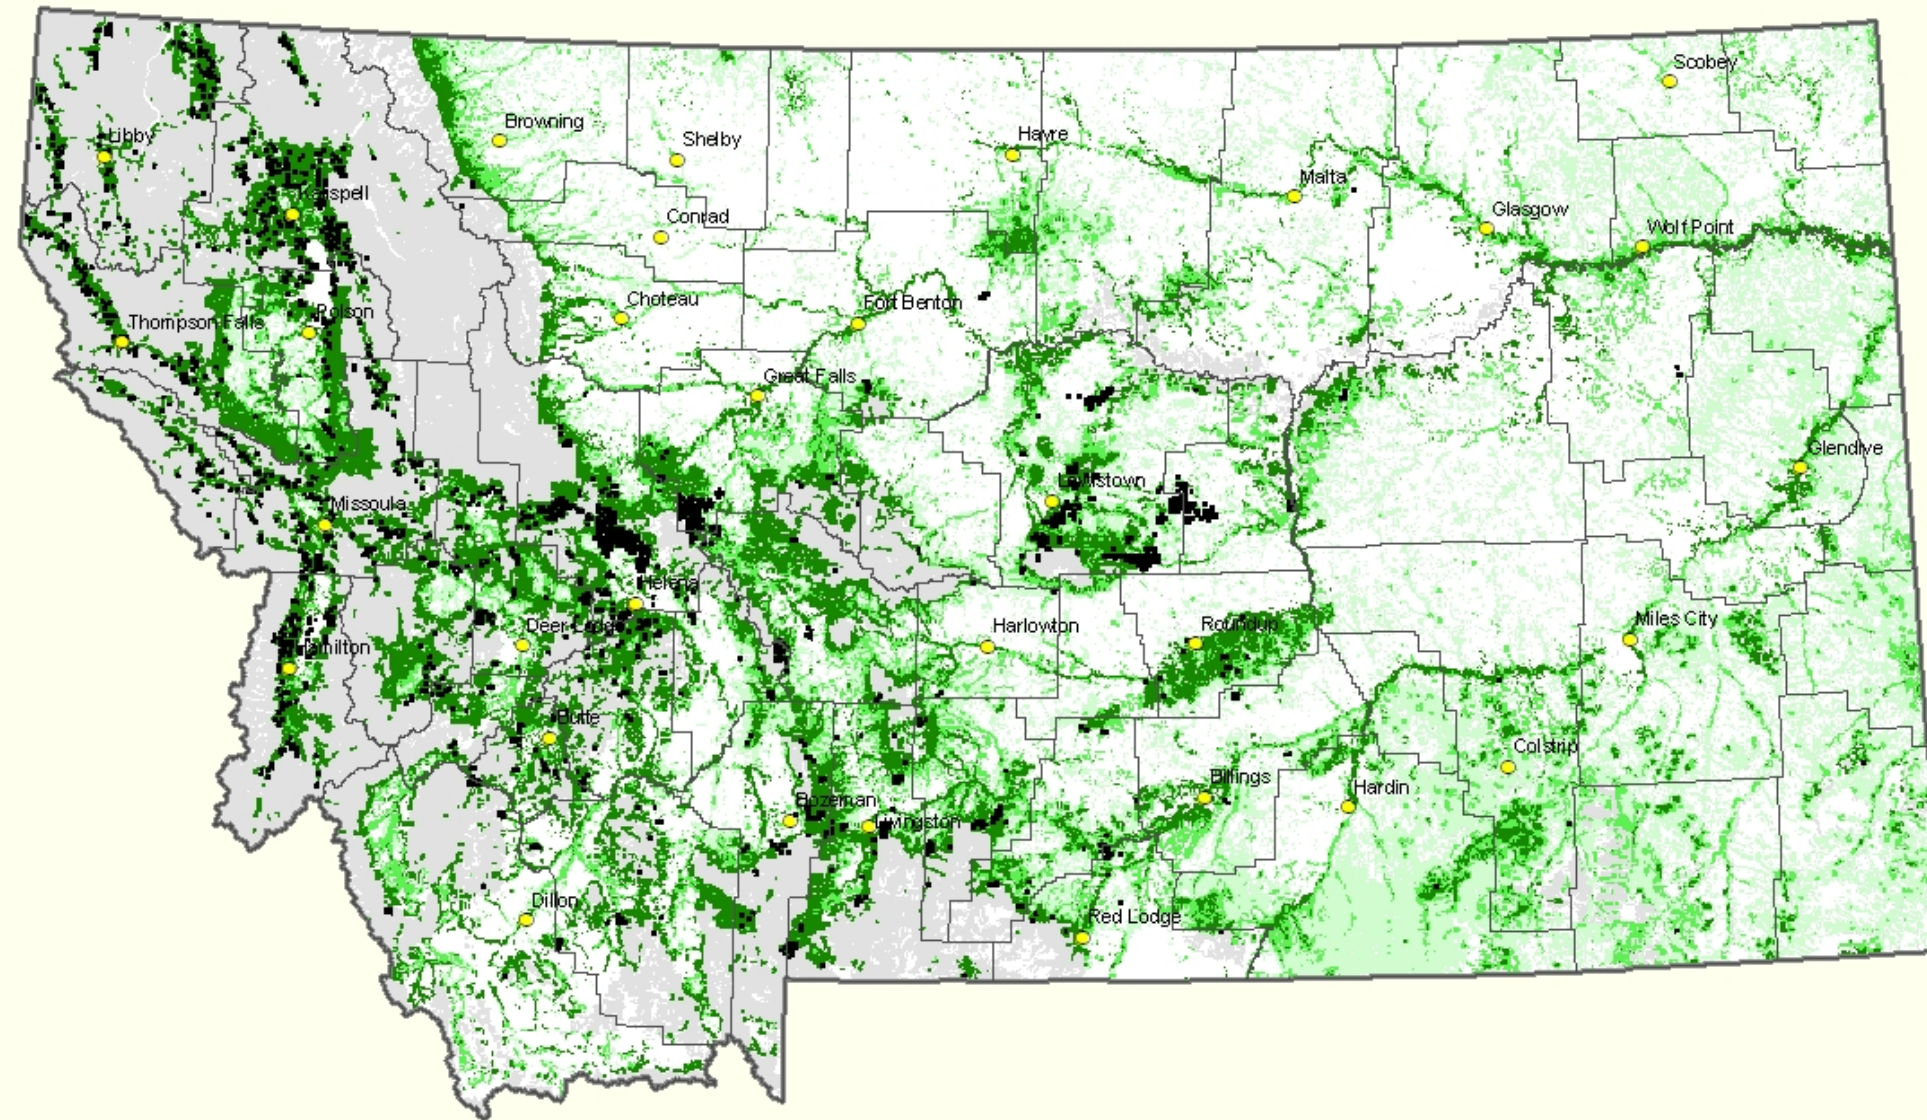 Scobey
Browning
Libby
Shelby
Havre
Malta
Kalispell
Conrad
Glasgow
Wolf Point
Choteau
Fort Benton
Polson
Thompson Falls
Great Falls
Glendive
Lewistown
Missoula
Helena
Deer Lodge
Harlowton
Roundup
Miles City
Hamilton
Butte
Colstrip
Billings
Hardin
Bozeman
Livingston
Dillon
Red Lodge